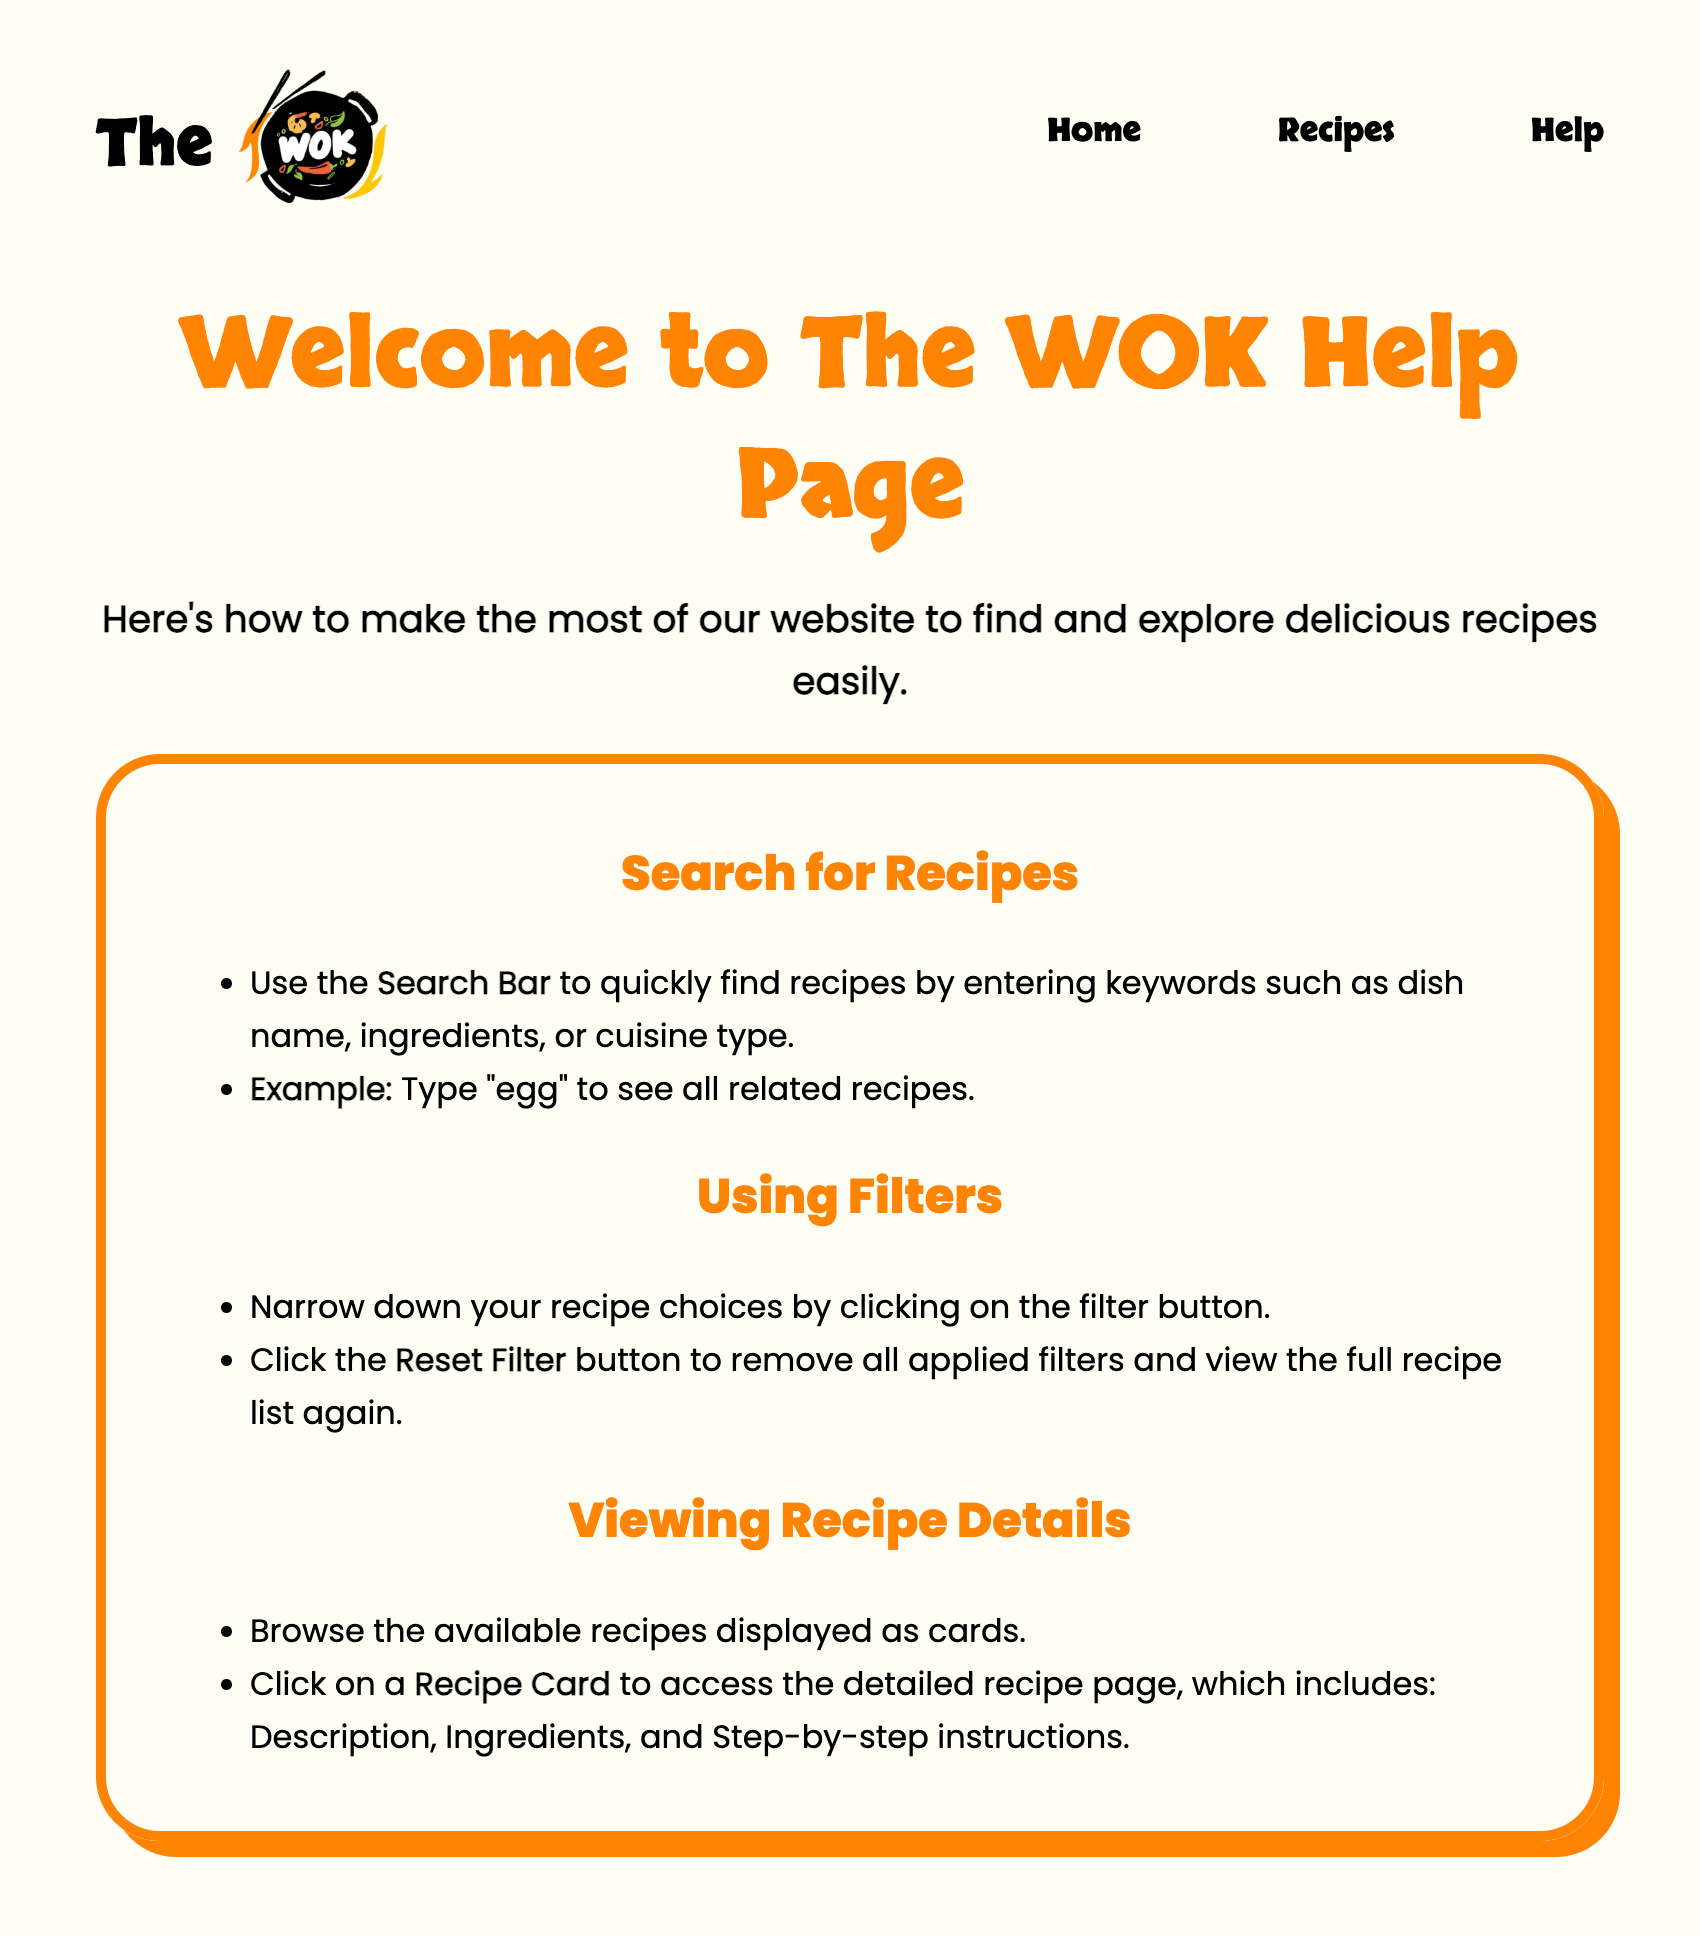 The WOK
Home Recipes Help
Welcome to The WOK Help
Page
Here's how to make the most of our website to find and explore delicious recipes
easily.
Search for Recipes
• Use the Search Bar to quickly find recipes by entering keywords such as dish
name, ingredients, or cuisine type.
• Example: Type "egg" to see all related recipes.
Using Filters
• Narrow down your recipe choices by clicking on the filter button.
• Click the Reset Filter button to remove all applied filters and view the full recipe
list again.
Viewing Recipe Details
• Browse the available recipes displayed as cards.
• Click on a Recipe Card to access the detailed recipe page, which includes:
Description, Ingredients, and Step-by-step instructions.